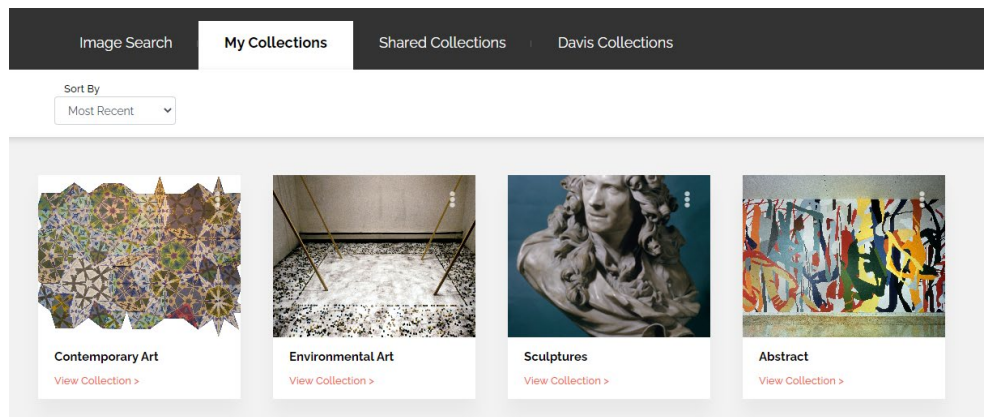 Image Search
My Collections
Shared Collections
Davis Collections
Sort By
Most Recent
Contemporary Art
View Collection >
Environmental Art
View Collection >
Sculptures
View Collection >
Abstract
View Collection >